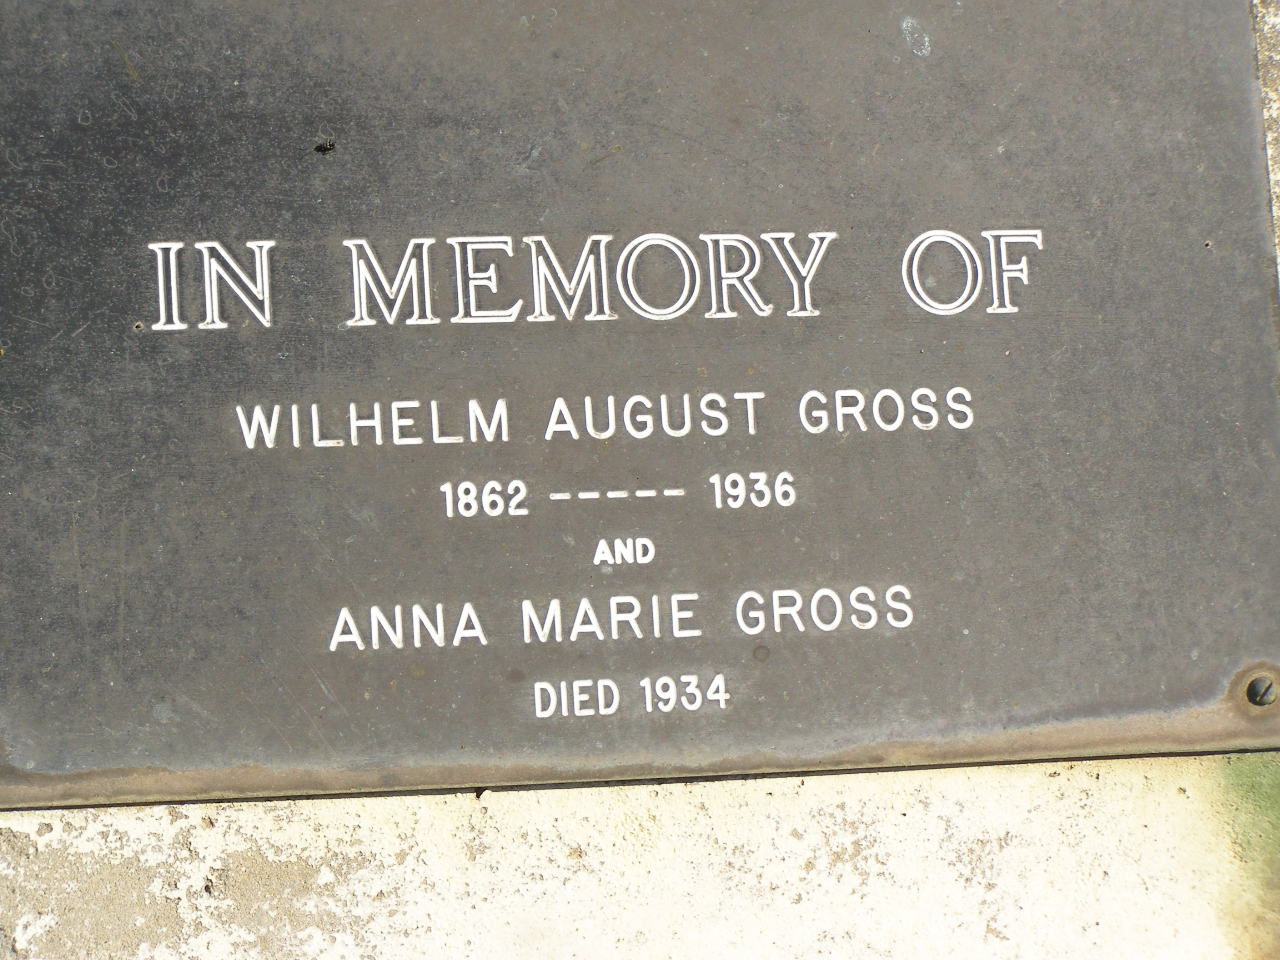 IN MEMORY OF
WILHELM AUGUST GROSS
1862 ----- 1936
AND
ANNA MARIE GROSS
DIED 1934